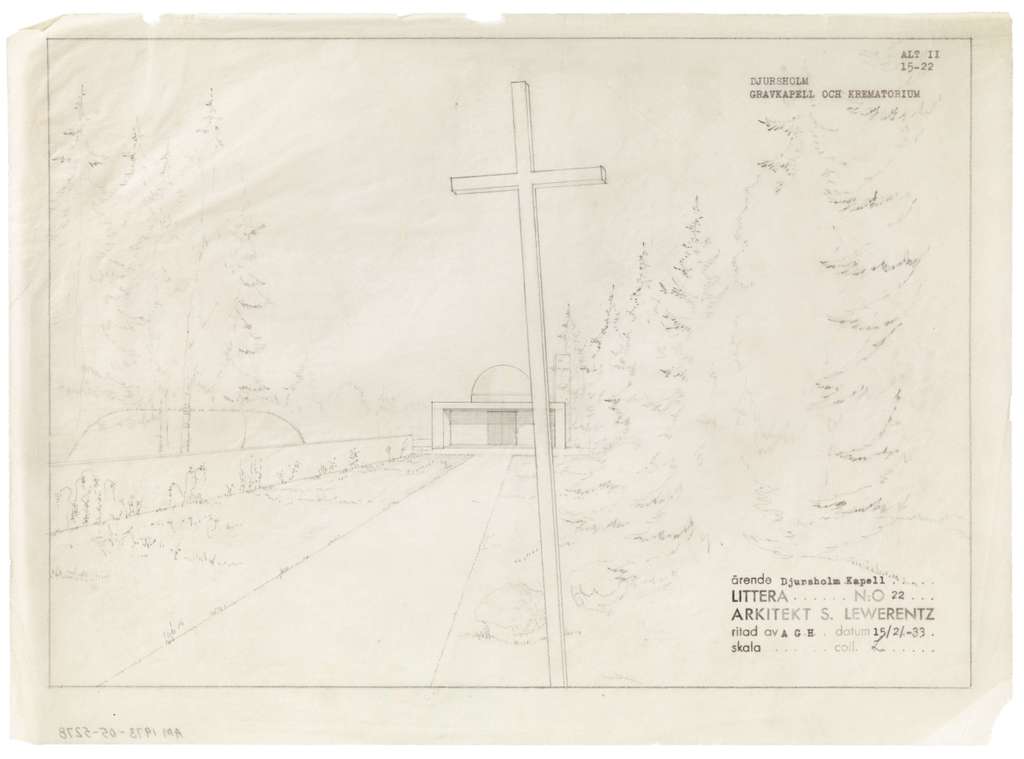 ALT II
15-22
DJURSHOLM
GRAVKAPELL OCH KREMATORIUM
ärende Djursholm Kapell . . . . .
LITTERA . . . . . . N:O 22 . . .
ARKITEKT S. LEWERENTZ
ritad av A G H . datum 15/2/-33 .
skala . . . . . . coll. L . . . . .
AM 1973-05-5278